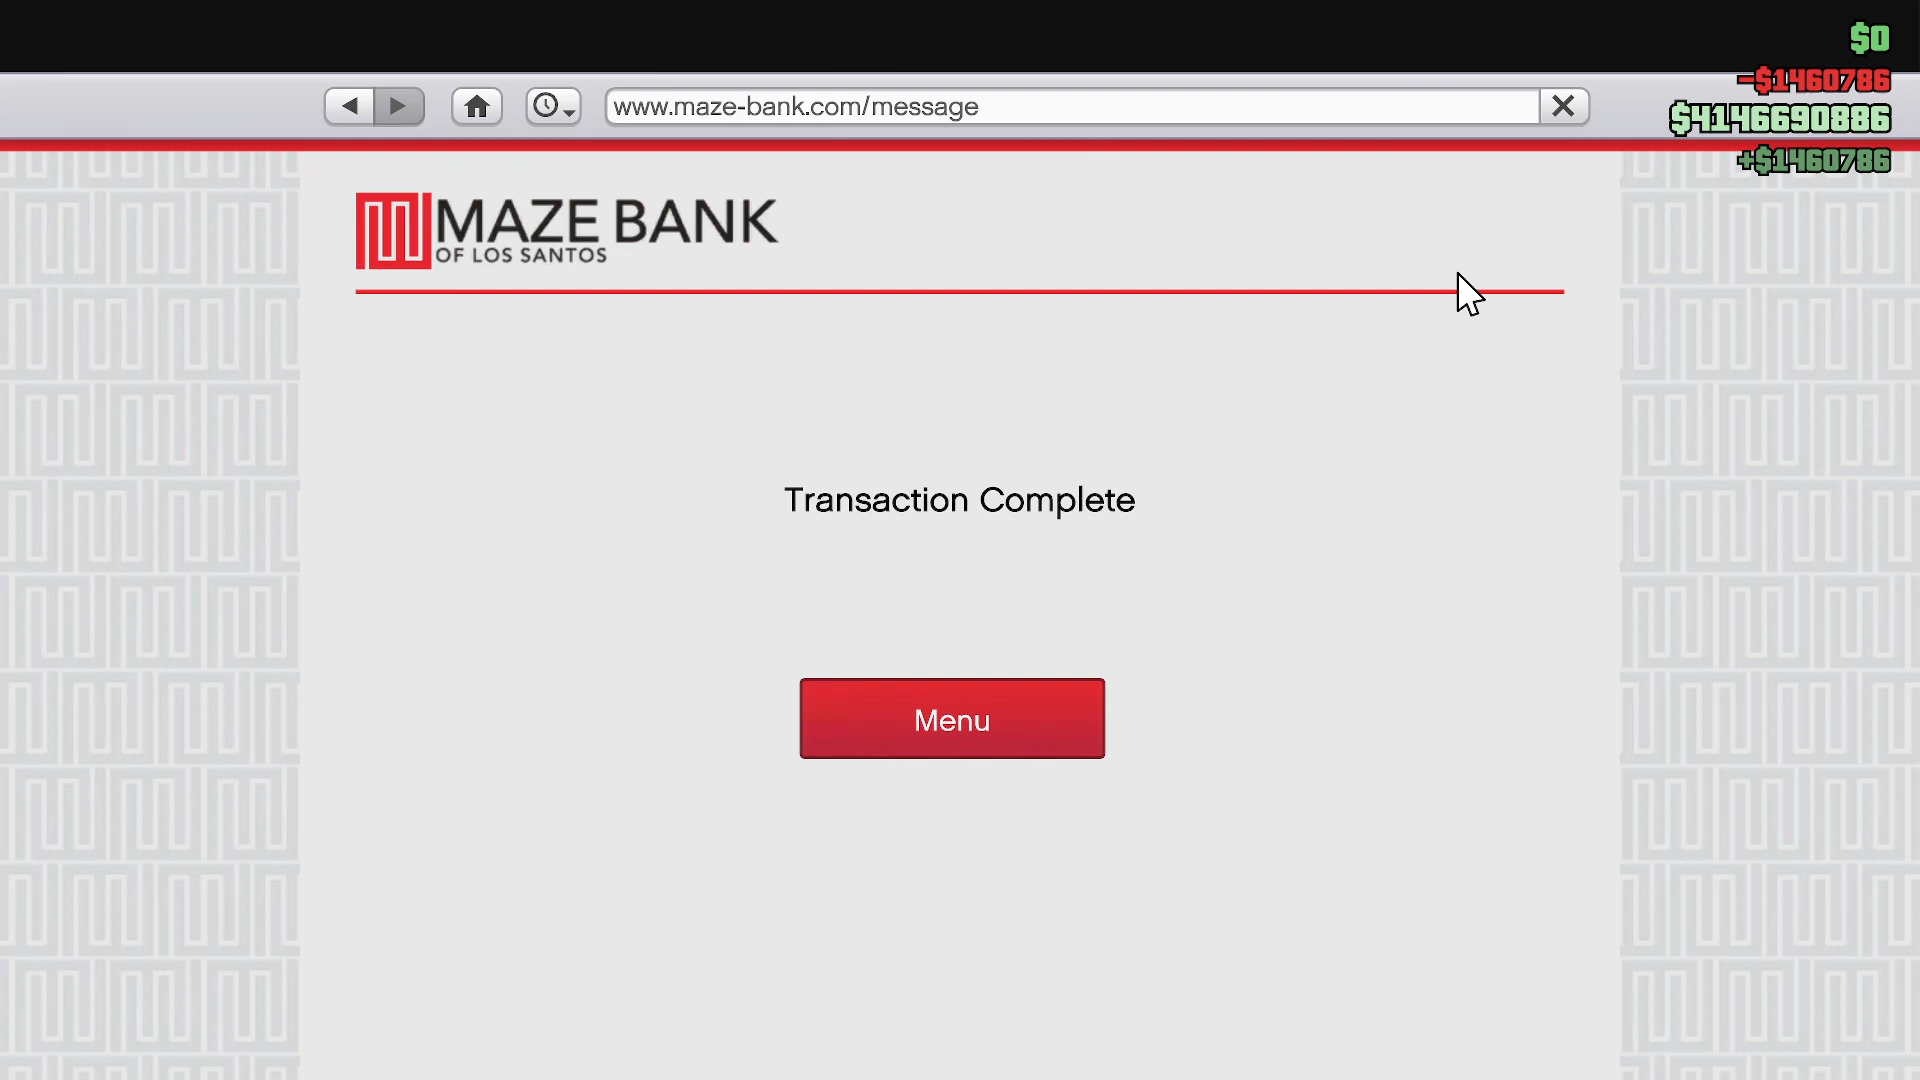 $0
-$1460786
www.maze-bank.com/message
$4146690886
+$1460786
MAZE BANK
OF LOS SANTOS
Transaction Complete
Menu